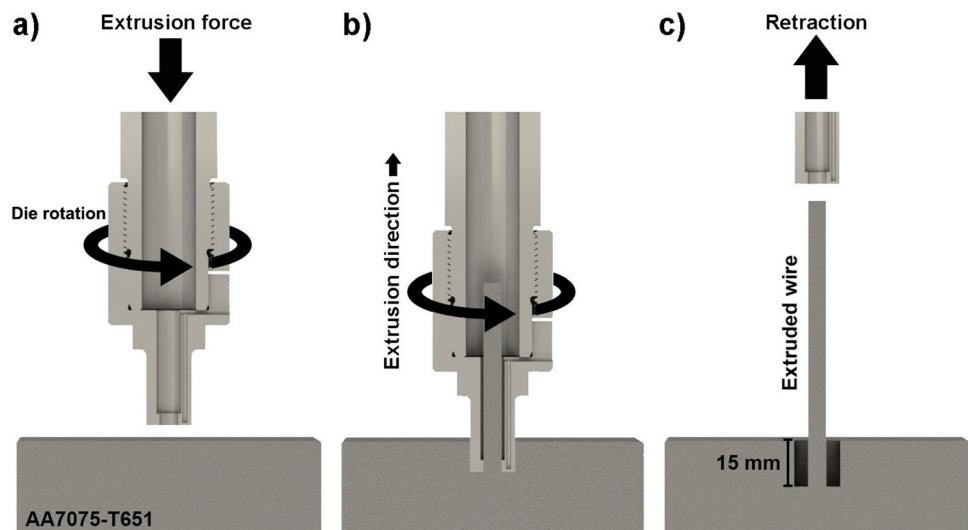 a)
Extrusion force
Die rotation
AA7075-T651
b)
Extrusion direction
c)
Retraction
Extruded wire
15 mm